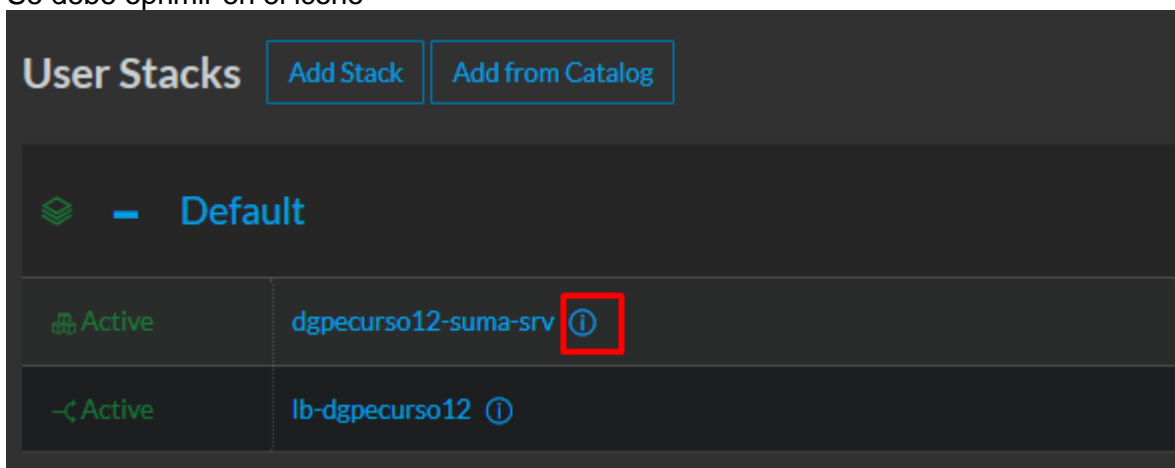 Se debe oprimir en el icono
User Stacks Add Stack Add from Catalog
Default
Active dgpecurso12-suma-srv
Active lb-dgpecurso12